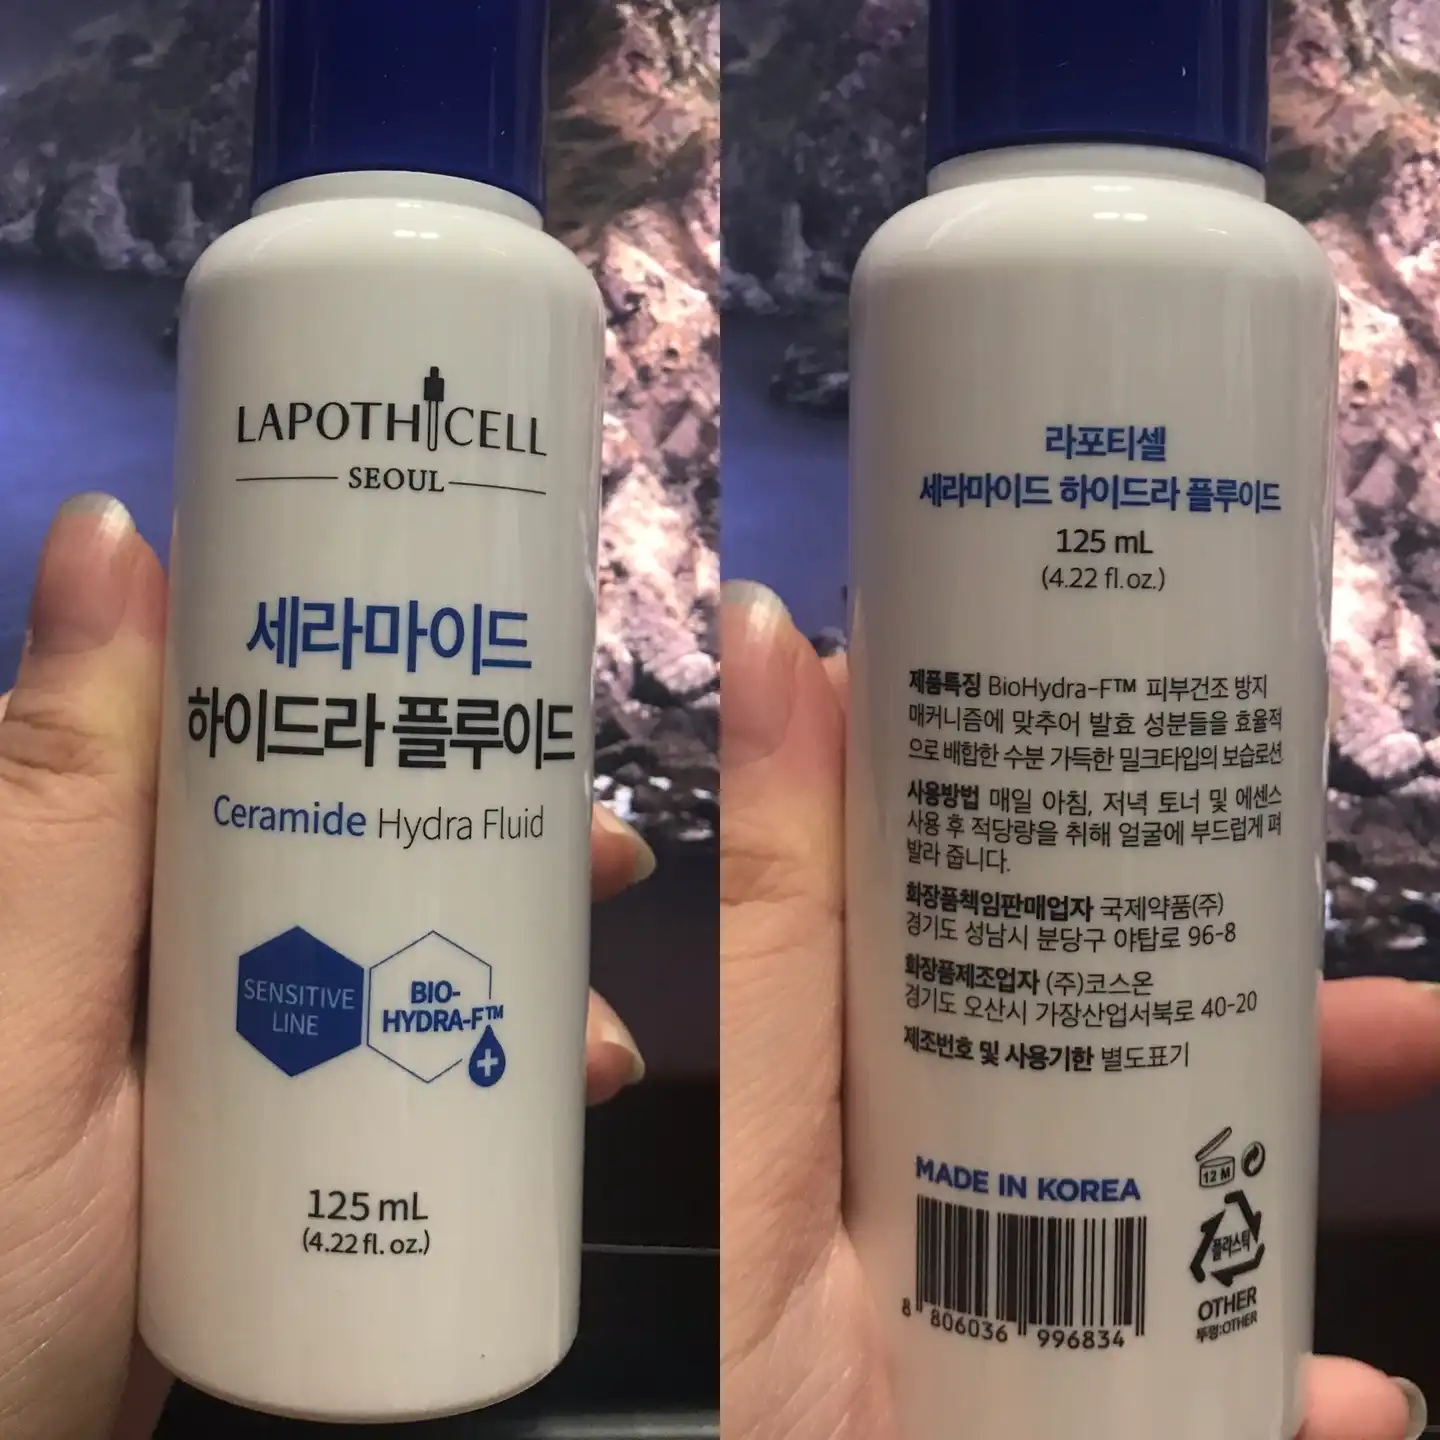 LAPOTHICELL
SEOUL
세라마이드
하이드라 플루이드
Ceramide Hydra Fluid
SENSITIVE
LINE
BIO-
HYDRA-F™
125 mL
(4.22 fl. oz.)
라포티셀
세라마이드 하이드라 플루이드
125 mL
(4.22 fl.oz.)
제품특징 BioHydra-F™ 피부건조 방지
매커니즘에 맞추어 발효 성분들을 효율적
으로 배합한 수분 가득한 밀크타입의 보습로션.
사용방법 매일 아침, 저녁 토너 및 에센스
사용 후 적당량을 취해 얼굴에 부드럽게 펴
발라 줍니다.
화장품책임판매업자 국제약품(주)
경기도 성남시 분당구 야탑로 96-8
화장품제조업자 (주)코스온
경기도 오산시 가장산업서북로 40-20
제조번호 및 사용기한 별도표기
12 M
MADE IN KOREA
플라스틱
OTHER
뚜껑:OTHER
8 806036 996834